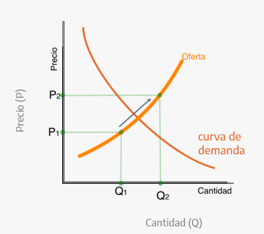 Precio
Oferta
P₂
Precio (P)
P₁
curva de
demanda
Q₁
Q₂
Cantidad
Cantidad (Q)